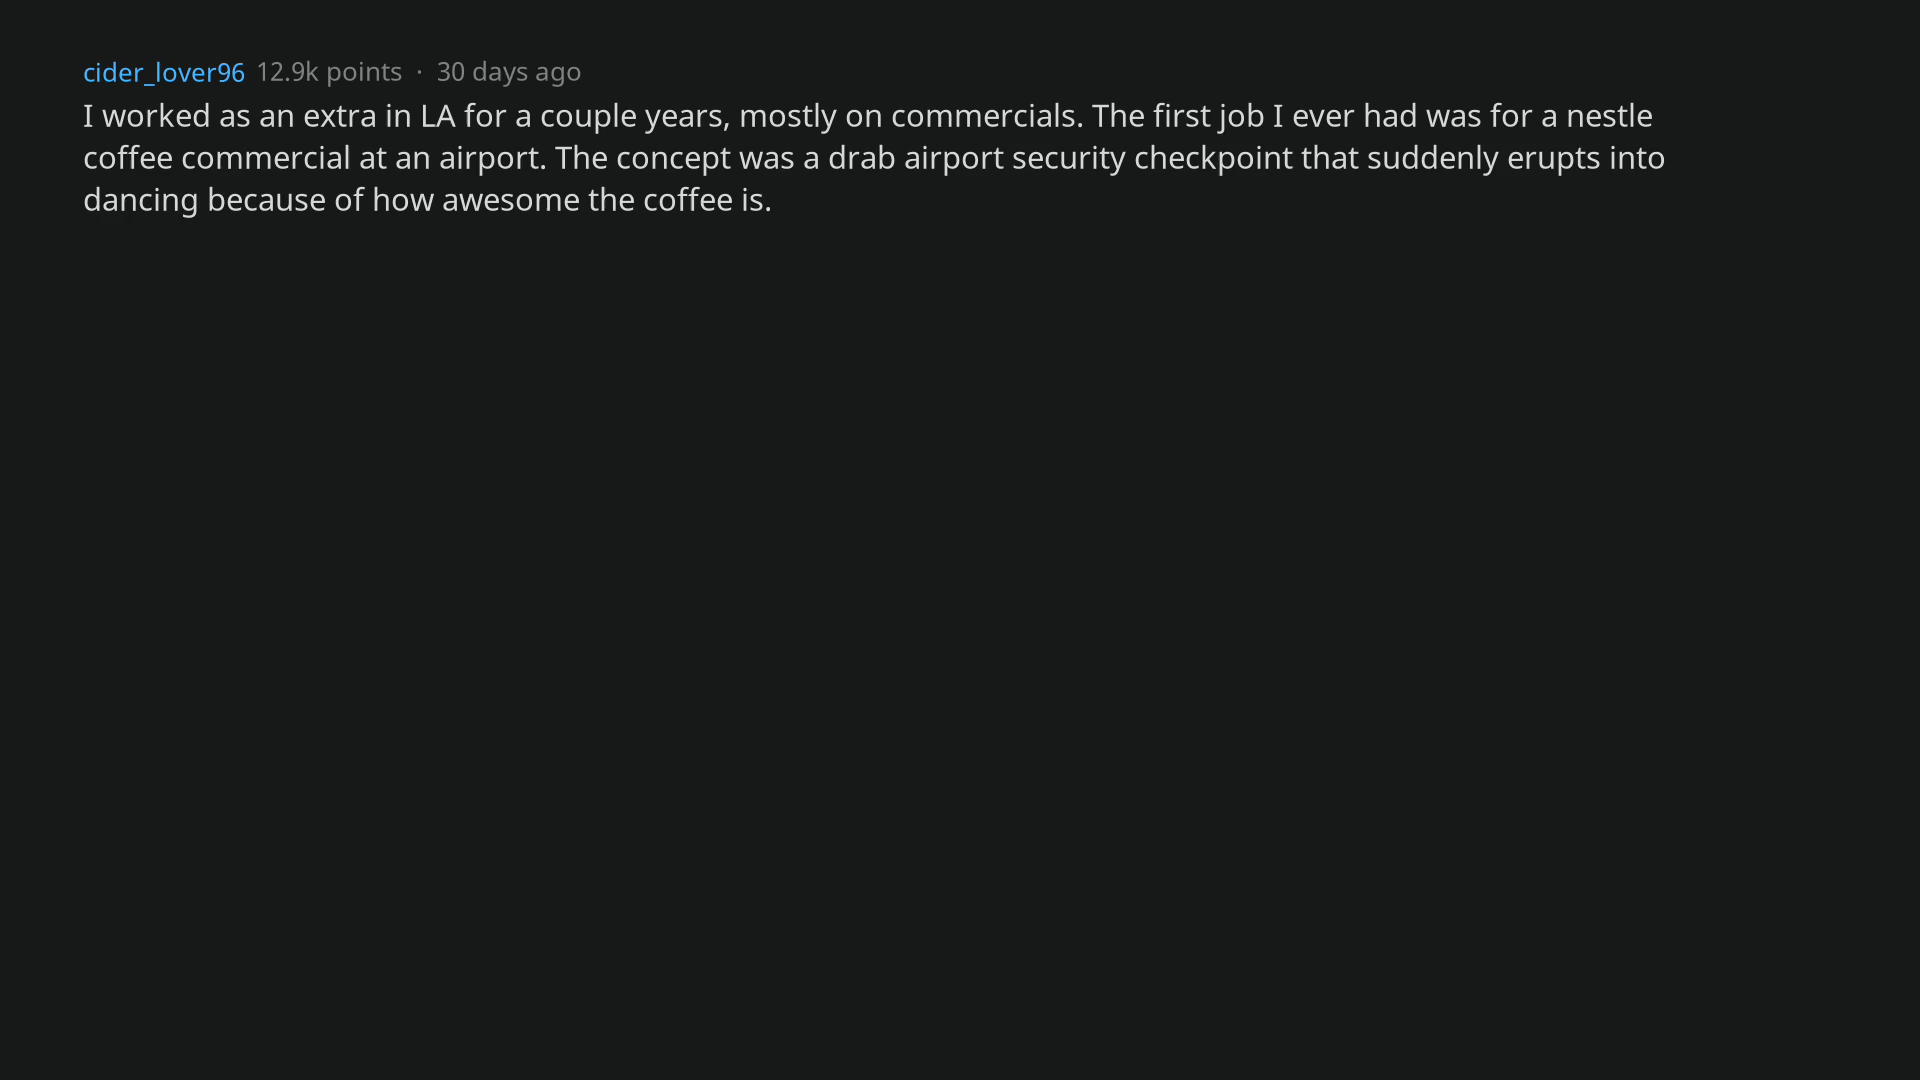 cider_lover96 12.9k points · 30 days ago
I worked as an extra in LA for a couple years, mostly on commercials. The first job I ever had was for a nestle
coffee commercial at an airport. The concept was a drab airport security checkpoint that suddenly erupts into
dancing because of how awesome the coffee is.